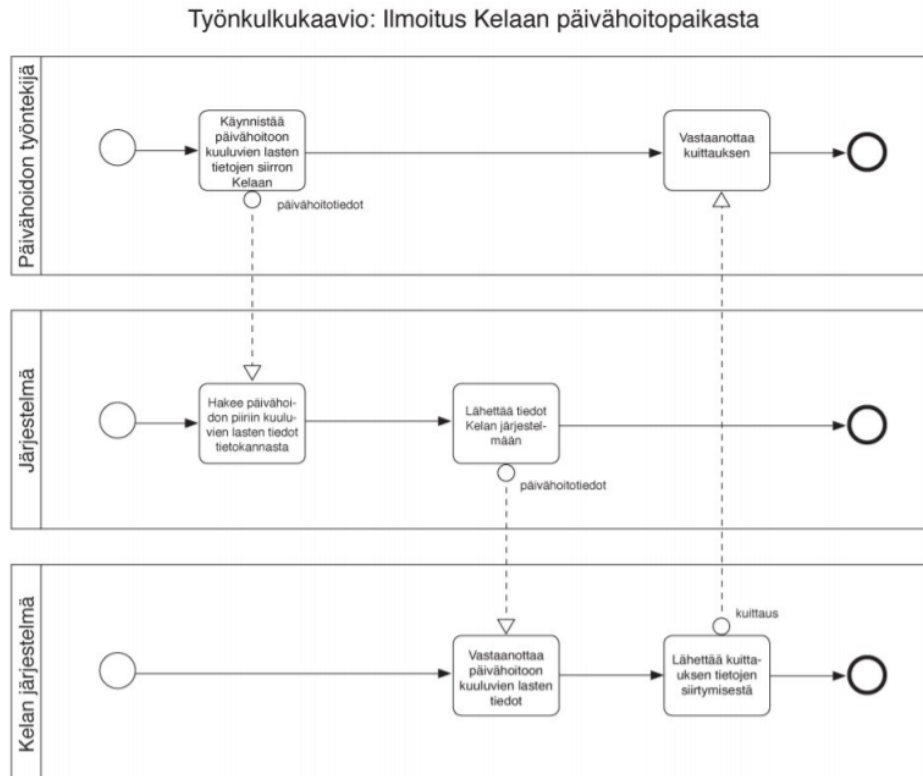 Työnkulkukaavio: Ilmoitus Kelaan päivähoitopaikasta
Päivähoidon työntekijä
Käynnistää
päivähoitoon
kuuluvien lasten
tietojen siirron
Kelaan
päivähoitotiedot
Vastaanottaa
kuittauksen
Järjestelmä
Hakee päivähoi-
don piiriin kuulu-
vien lasten tiedot
tietokannasta
Lähettää tiedot
Kelan järjestel-
mään
päivähoitotiedot
Kelan järjestelmä
Vastaanottaa
päivähoitoon
kuuluvien lasten
tiedot
kuittaus
Lähettää kuitta-
uksen tietojen
siirtymisestä